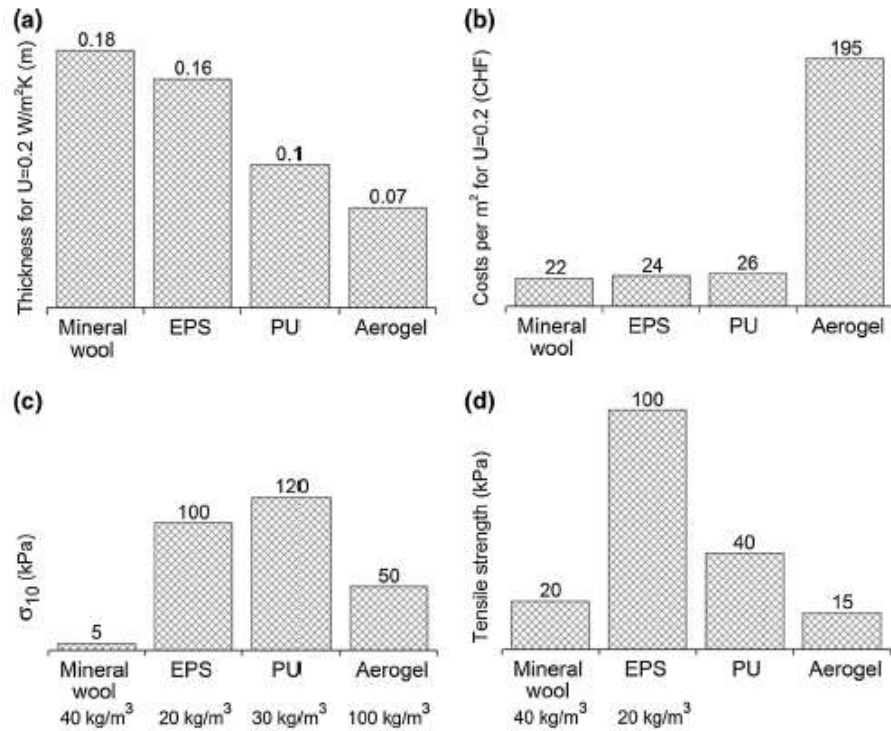 (a)
Thickness for U=0.2 W/m²K (m)
0.18
0.16
0.1
0.07
Mineral
wool
EPS
PU
Aerogel
(b)
Costs per m² for U=0.2 (CHF)
22
24
26
195
Mineral
wool
EPS
PU
Aerogel
(c)
σ₁₀ (kPa)
5
100
120
50
Mineral
wool
EPS
PU
Aerogel
40 kg/m³
20 kg/m³
30 kg/m³
100 kg/m³
(d)
Tensile strength (kPa)
20
100
40
15
Mineral
wool
EPS
PU
Aerogel
40 kg/m³
20 kg/m³